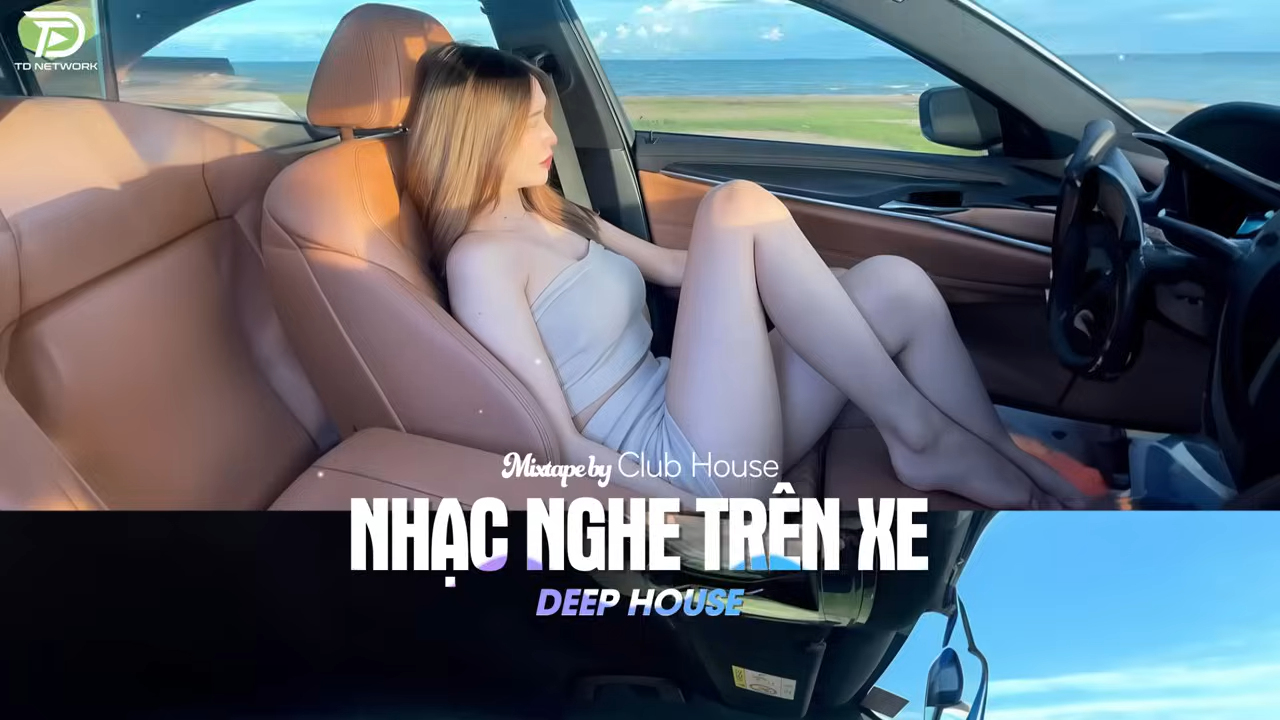 TD NETWORK
Mixtape by Club House
NHẠC NGHE TRÊN XE
DEEP HOUSE